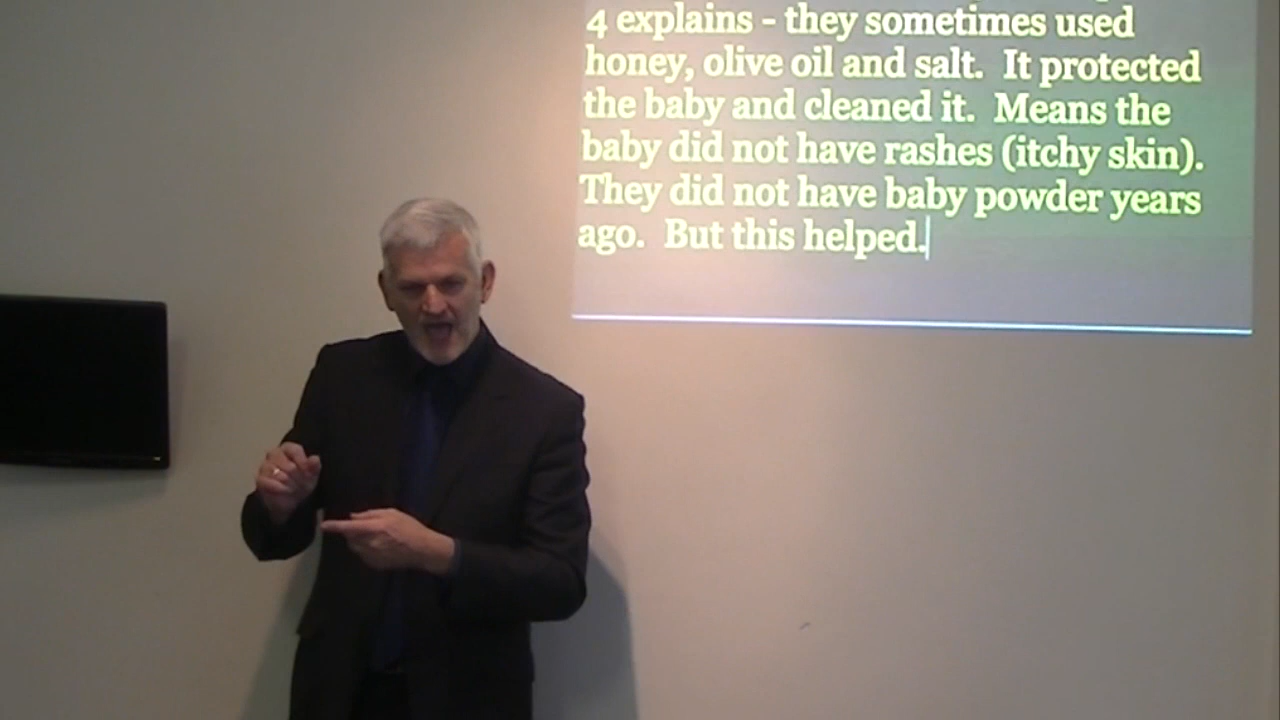 4 explains - they sometimes used
honey, olive oil and salt.  It protected
the baby and cleaned it.  Means the
baby did not have rashes (itchy skin).
They did not have baby powder years
ago.  But this helped.